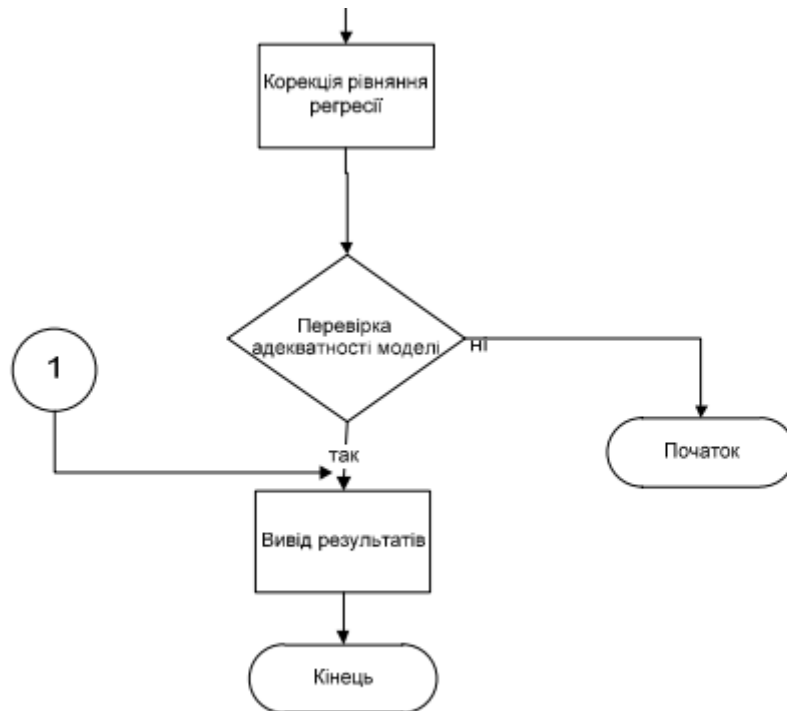 Корекція рівняння
регресії
Перевірка
адекватності моделі
ні
1
Початок
так
Вивід результатів
Кінець